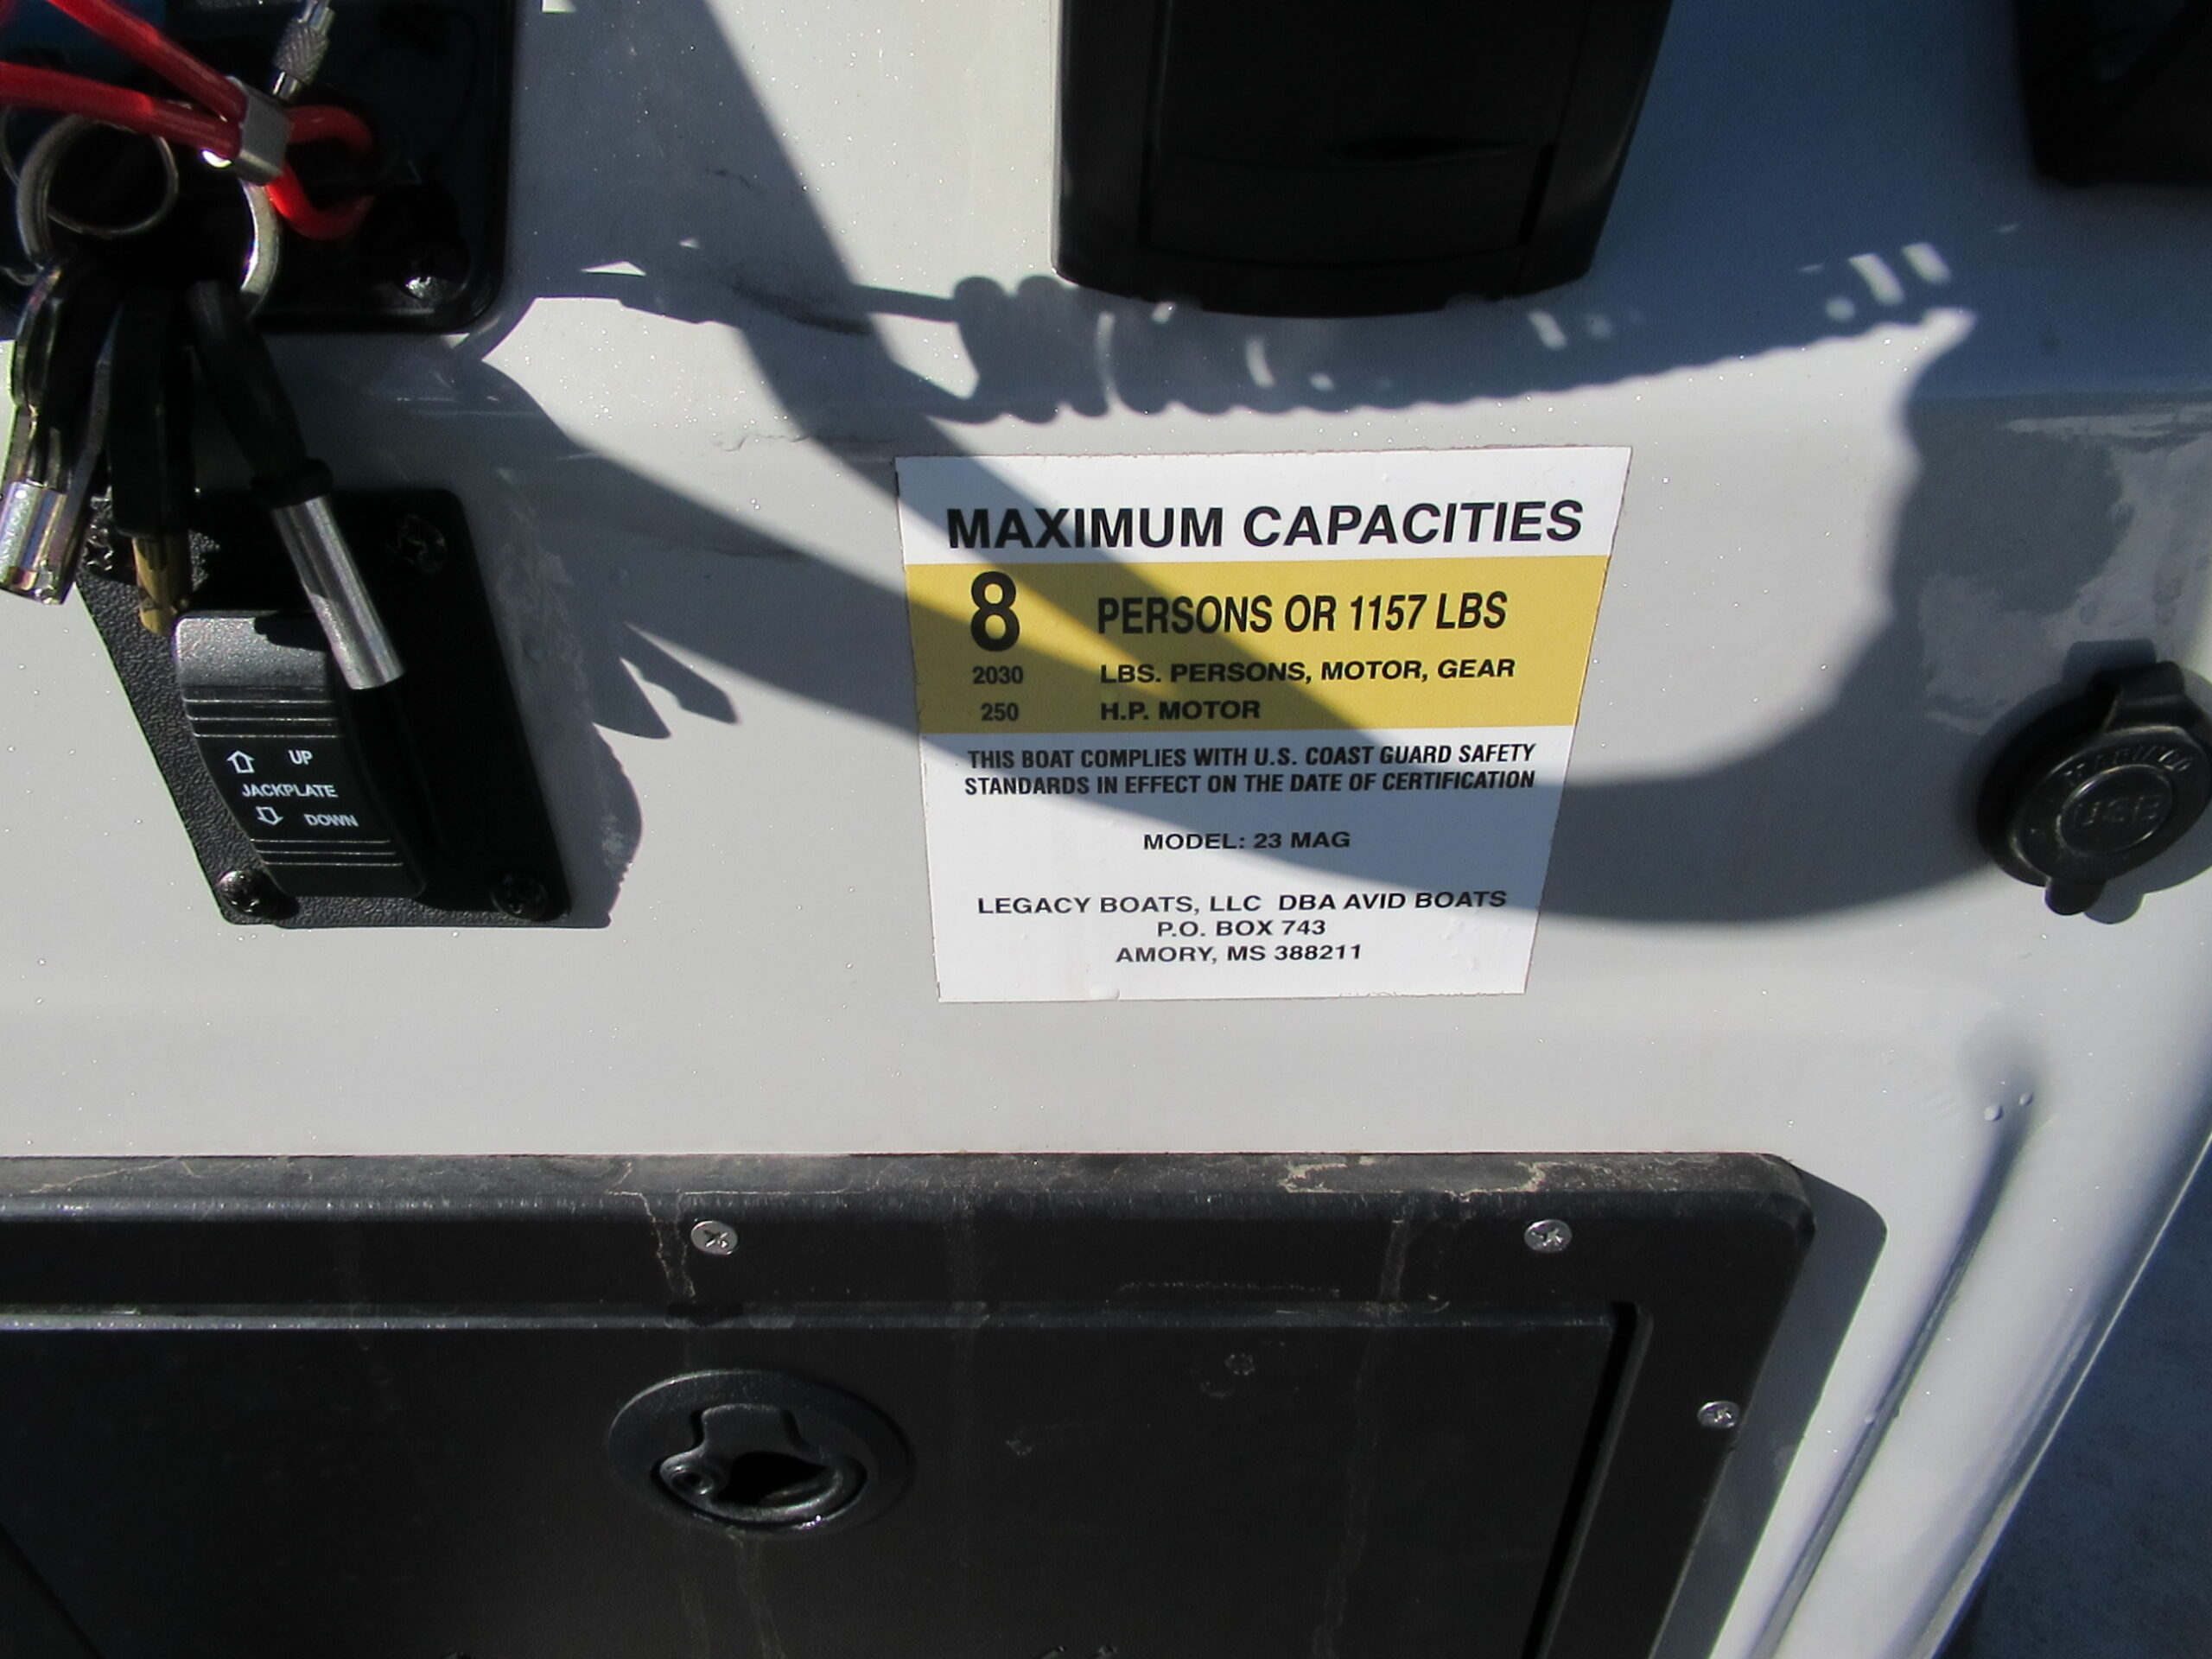 MAXIMUM CAPACITIES
8 PERSONS OR 1157 LBS
2030 LBS. PERSONS, MOTOR, GEAR
250 H.P. MOTOR
THIS BOAT COMPLIES WITH U.S. COAST GUARD SAFETY
STANDARDS IN EFFECT ON THE DATE OF CERTIFICATION
MODEL: 23 MAG
LEGACY BOATS, LLC DBA AVID BOATS
P.O. BOX 743
AMORY, MS 388211
UP
JACKPLATE
DOWN
MARINCO
USB